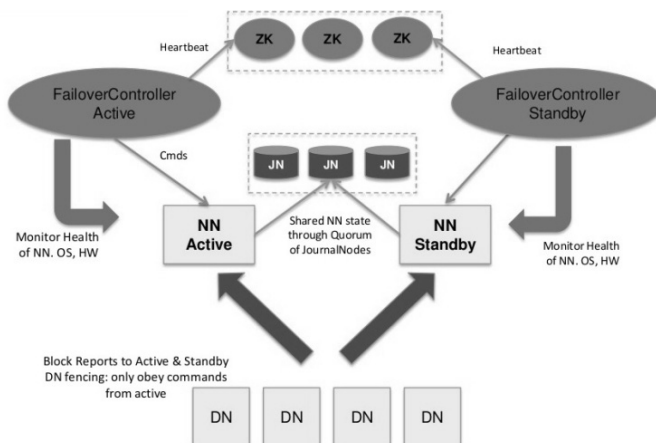 ZK
ZK
ZK
Heartbeat
Heartbeat
FailoverController
Active
FailoverController
Standby
Cmds
JN
JN
JN
NN
Active
Shared NN state
through Quorum
of JournalNodes
NN
Standby
Monitor Health
of NN. OS, HW
Monitor Health
of NN. OS, HW
Block Reports to Active & Standby
DN fencing: only obey commands
from active
DN
DN
DN
DN